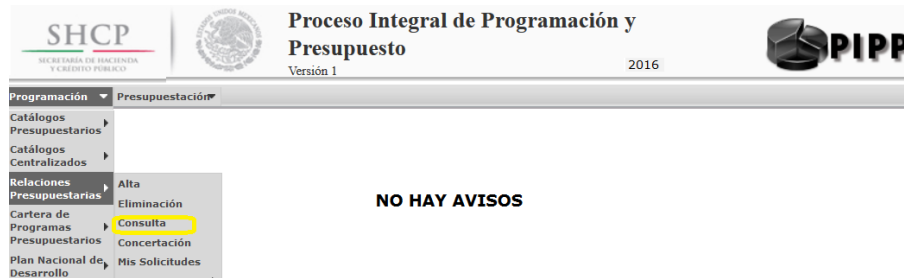 SHCP
SECRETARÍA DE HACIENDA
Y CRÉDITO PÚBLICO
Proceso Integral de Programación y
Presupuesto
Versión 1
2016
PIPP
Programación
Presupuestación
Catálogos
Presupuestarios
Catálogos
Centralizados
Relaciones
Presupuestarias
Cartera de
Programas
Presupuestarios
Plan Nacional de
Desarrollo
Alta
Eliminación
Consulta
Concertación
Mis Solicitudes
NO HAY AVISOS